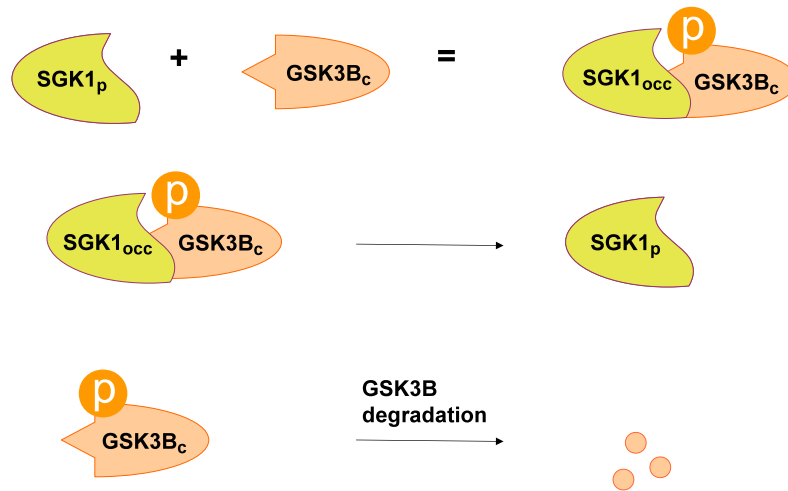 p
SGK1p + GSK3Bc = SGK1occ GSK3Bc
p
SGK1occ GSK3Bc SGK1p
p
GSK3B
degradation
GSK3Bc